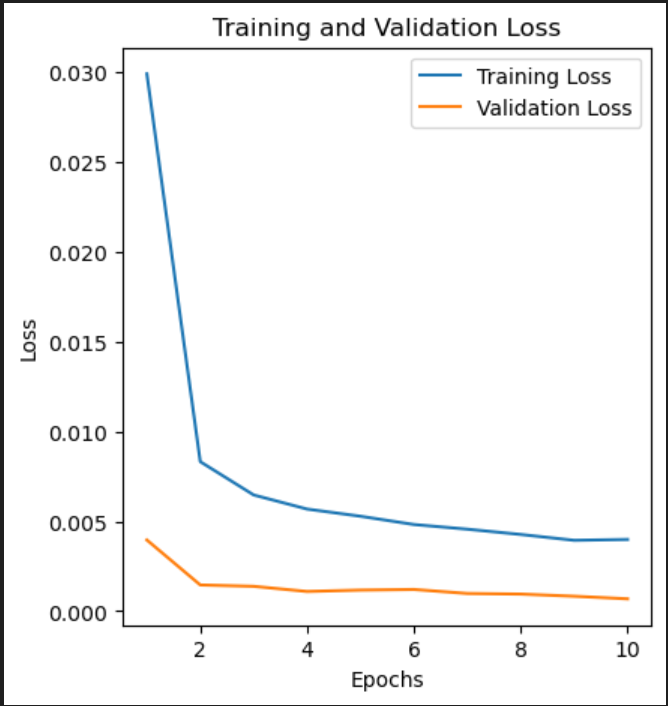 Training and Validation Loss
Training Loss
Validation Loss
0.030
0.025
0.020
0.015
0.010
0.005
0.000
Loss
2 4 6 8 10
Epochs